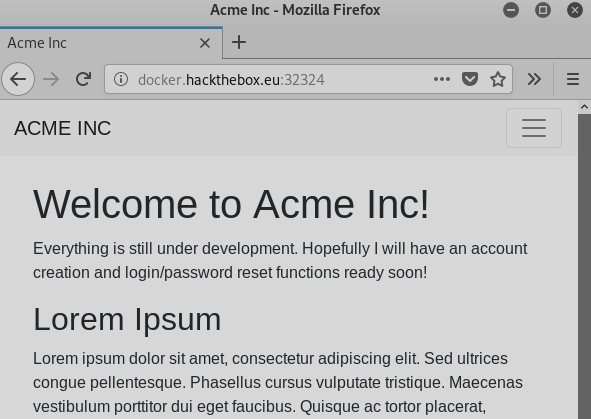 Acme Inc - Mozilla Firefox
Acme Inc
docker.hackthebox.eu:32324
ACME INC
Welcome to Acme Inc!
Everything is still under development. Hopefully I will have an account
creation and login/password reset functions ready soon!
Lorem Ipsum
Lorem ipsum dolor sit amet, consectetur adipiscing elit. Sed ultrices
congue pellentesque. Phasellus cursus vulputate tristique. Maecenas
vestibulum porttitor dui eget faucibus. Quisque ac tortor placerat,